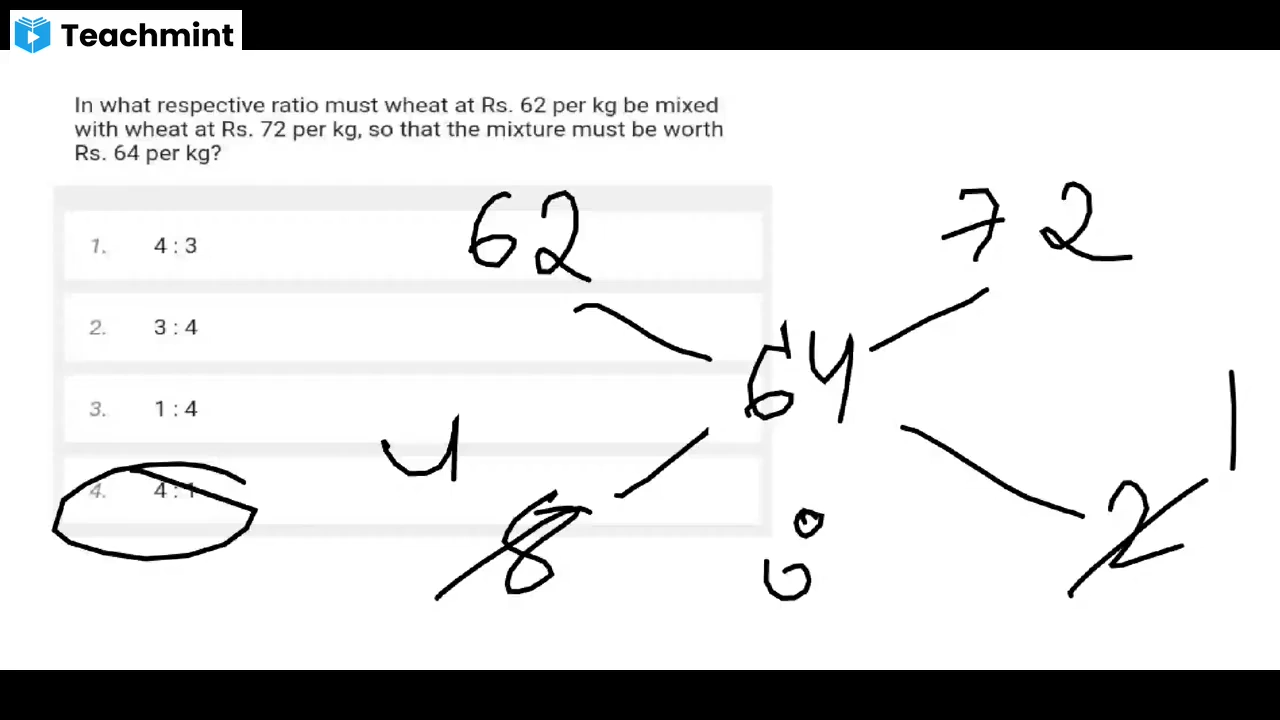 Teachmint
In what respective ratio must wheat at Rs. 62 per kg be mixed
with wheat at Rs. 72 per kg, so that the mixture must be worth
Rs. 64 per kg?
1. 4 : 3
2. 3 : 4
3. 1 : 4
4. 4 : 1
62 72
64
4 1
8 : 2